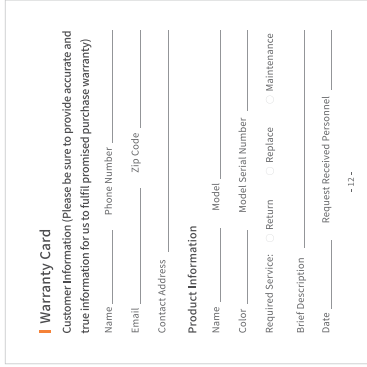 Warranty Card
Customer Information (Please be sure to provide accurate and
true information for us to fulfil promised purchase warranty)
Name Phone Number
Email Zip Code
Contact Address
Product Information
Name Model
Color Model Serial Number
Required Service: Return Replace Maintenance
Brief Description
Date Request Received Personnel
- 12 -